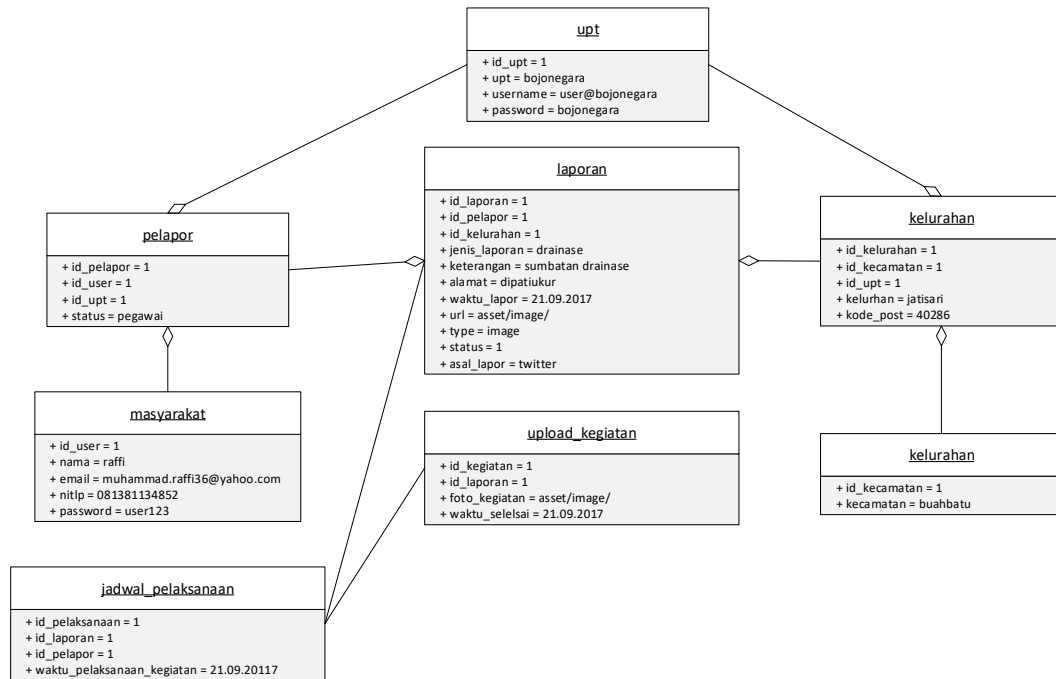 upt
+ id_upt = 1
+ upt = bojonegara
+ username = user@bojonegara
+ password = bojonegara
laporan
+ id_laporan = 1
+ id_pelapor = 1
+ id_kelurahan = 1
+ jenis_laporan = drainase
+ keterangan = sumbatan drainase
+ alamat = dipatiukur
+ waktu_lapor = 21.09.2017
+ url = asset/image/
+ type = image
+ status = 1
+ asal_lapor = twitter
pelapor
+ id_pelapor = 1
+ id_user = 1
+ id_upt = 1
+ status = pegawai
kelurahan
+ id_kelurahan = 1
+ id_kecamatan = 1
+ id_upt = 1
+ kelurhan = jatisari
+ kode_post = 40286
masyarakat
+ id_user = 1
+ nama = raffi
+ email = muhammad.raffi36@yahoo.com
+ nitlp = 081381134852
+ password = user123
upload_kegiatan
+ id_kegiatan = 1
+ id_laporan = 1
+ foto_kegiatan = asset/image/
+ waktu_selelsai = 21.09.2017
kelurahan
+ id_kecamatan = 1
+ kecamatan = buahbatu
jadwal_pelaksanaan
+ id_pelaksanaan = 1
+ id_laporan = 1
+ id_pelapor = 1
+ waktu_pelaksanaan_kegiatan = 21.09.20117